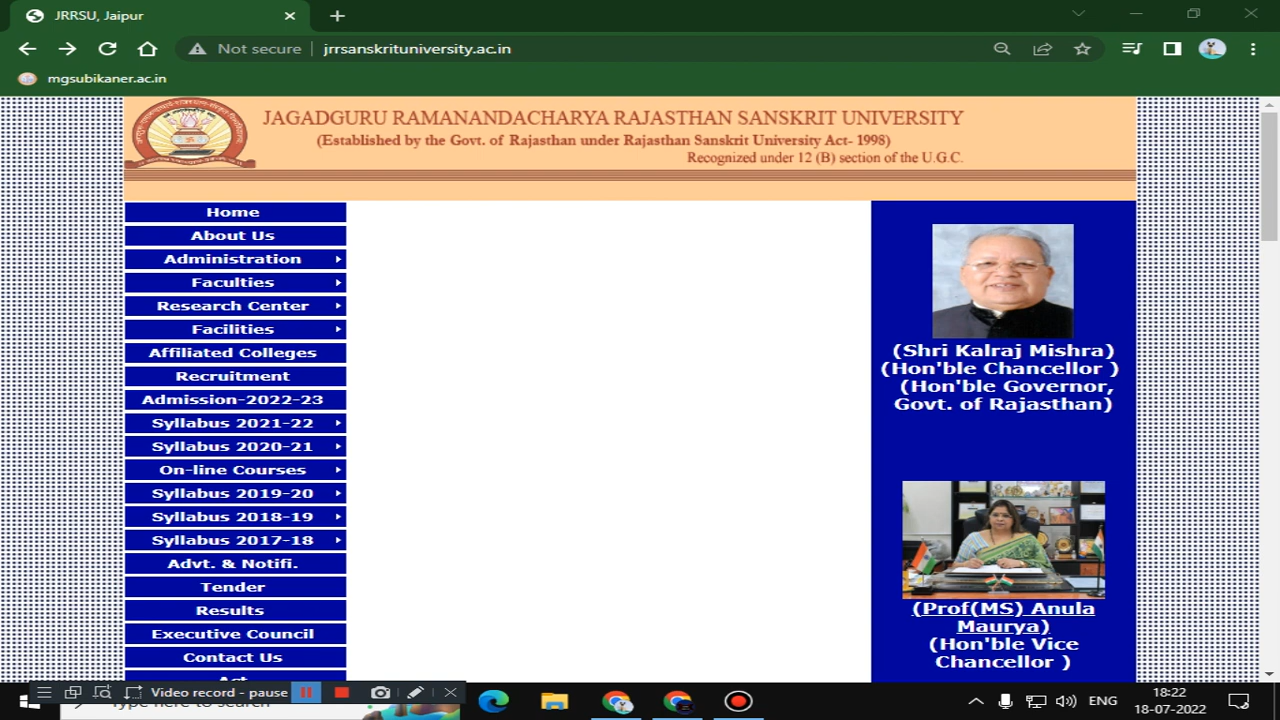 JRRSU, Jaipur
Not secure
jrrsanskrituniversity.ac.in
mgsubikaner.ac.in
JAGADGURU RAMANANDACHARYA RAJASTHAN SANSKRIT UNIVERSITY
(Established by the Govt. of Rajasthan under Rajasthan Sanskrit University Act- 1998)
Recognized under 12 (B) section of the U.G.C.
Home
About Us
Administration
Faculties
Research Center
Facilities
Affiliated Colleges
Recruitment
Admission-2022-23
Syllabus 2021-22
Syllabus 2020-21
On-line Courses
Syllabus 2019-20
Syllabus 2018-19
Syllabus 2017-18
Advt. & Notifi.
Tender
Results
Executive Council
Contact Us
Act
(Shri Kalraj Mishra)
(Hon'ble Chancellor )
(Hon'ble Governor,
Govt. of Rajasthan)
(Prof(MS) Anula
Maurya)
(Hon'ble Vice
Chancellor )
Video record - pause
Type here to search
ENG
18:22
18-07-2022